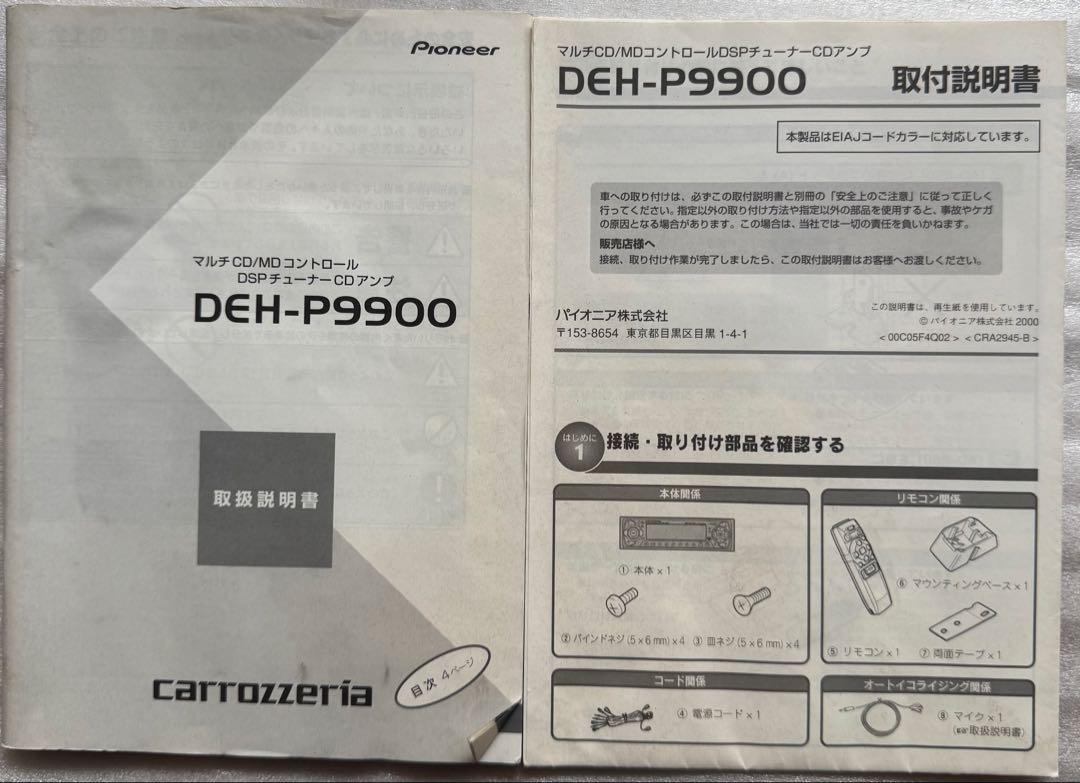 Pioneer
マルチCD/MDコントロール
DSPチューナーCDアンプ
DEH-P9900
取扱説明書
carrozzeria
目次 4ページ
マルチCD/MDコントロールDSPチューナーCDアンプ
DEH-P9900 取付説明書
本製品はEIAJコードカラーに対応しています。
車への取り付けは、必ずこの取付説明書と別冊の「安全上のご注意」に従って正しく
行ってください。指定以外の取り付け方法や指定以外の部品を使用すると、事故やケガ
の原因となる場合があります。この場合は、当社では一切の責任を負いかねます。
販売店様へ
接続、取り付け作業が完了しましたら、この取付説明書はお客様へお渡しください。
パイオニア株式会社
〒153-8654 東京都目黒区目黒 1-4-1
この説明書は、再生紙を使用しています。
© パイオニア株式会社 2000
< 00C05F4Q02 > < CRA2945-B >
はじめに
1
接続・取り付け部品を確認する
本体関係
① 本体 x 1
② バインドネジ (5 x 6 mm) x 4 ③ 皿ネジ (5 x 6 mm) x 4
リモコン関係
⑥ マウンティングベース x 1
⑤ リモコン x 1 ⑦ 両面テープ x 1
コード関係
④ 電源コード x 1
オートイコライジング関係
⑧ マイク x 1
(☞取扱説明書)